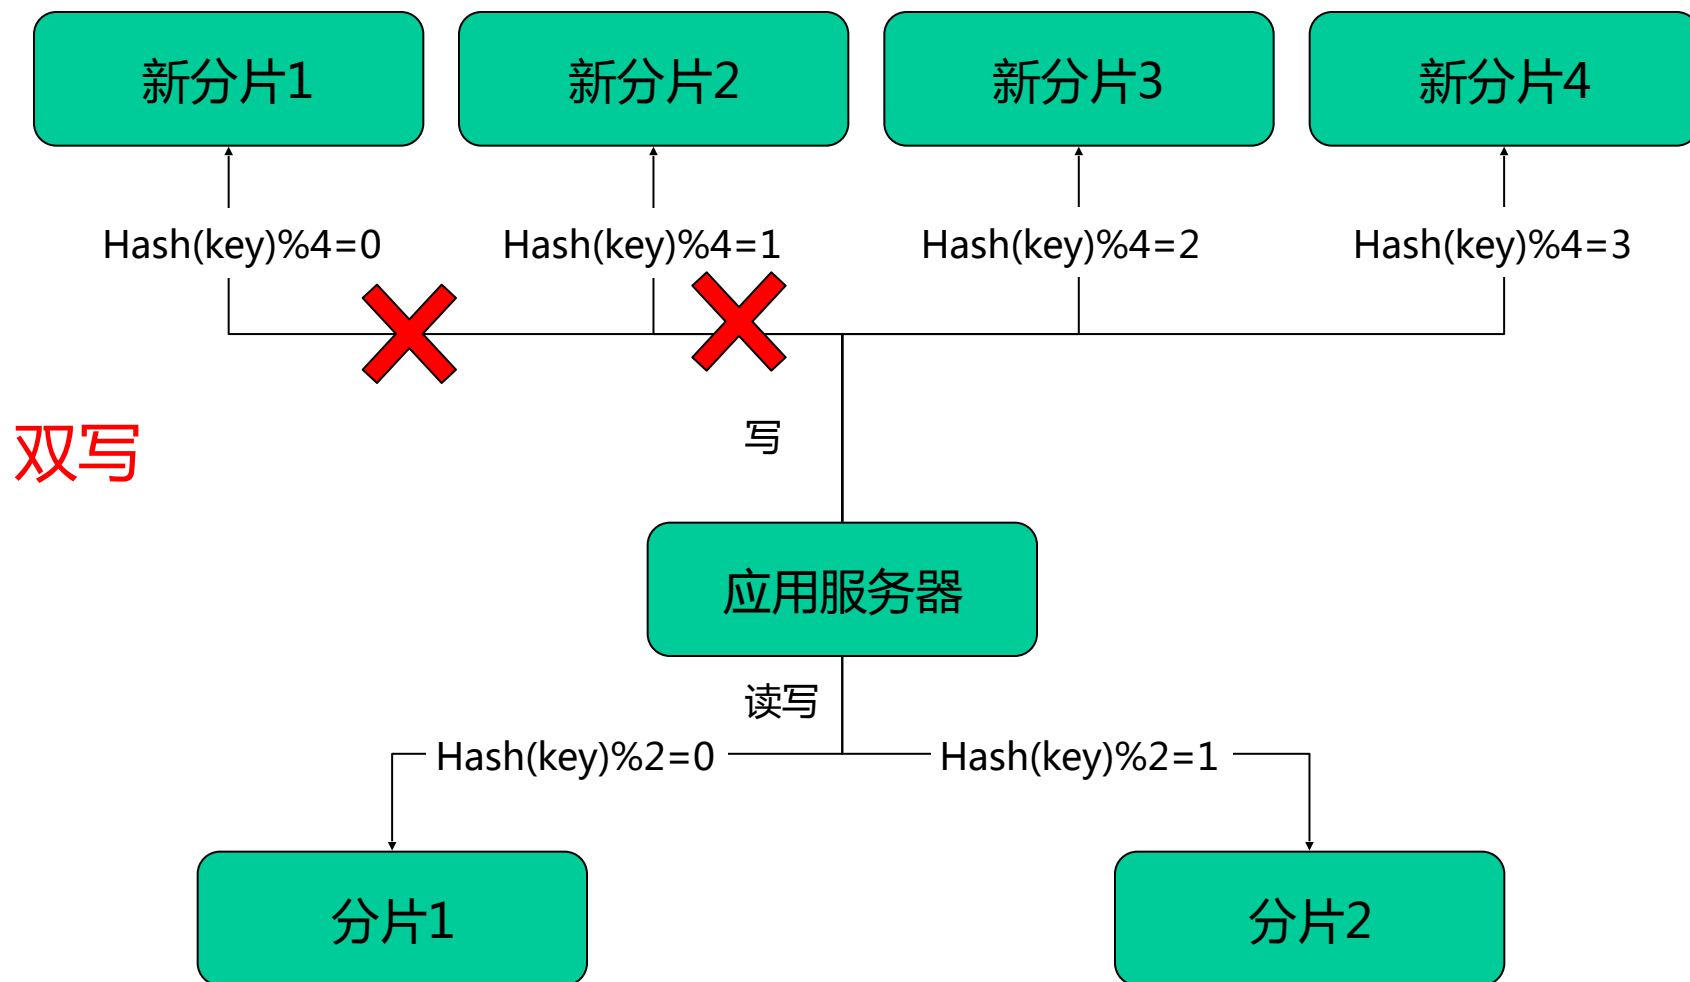 新分片1
新分片2
新分片3
新分片4
Hash(key)%4=0
Hash(key)%4=1
Hash(key)%4=2
Hash(key)%4=3
双写
写
应用服务器
读写
Hash(key)%2=0
Hash(key)%2=1
分片1
分片2